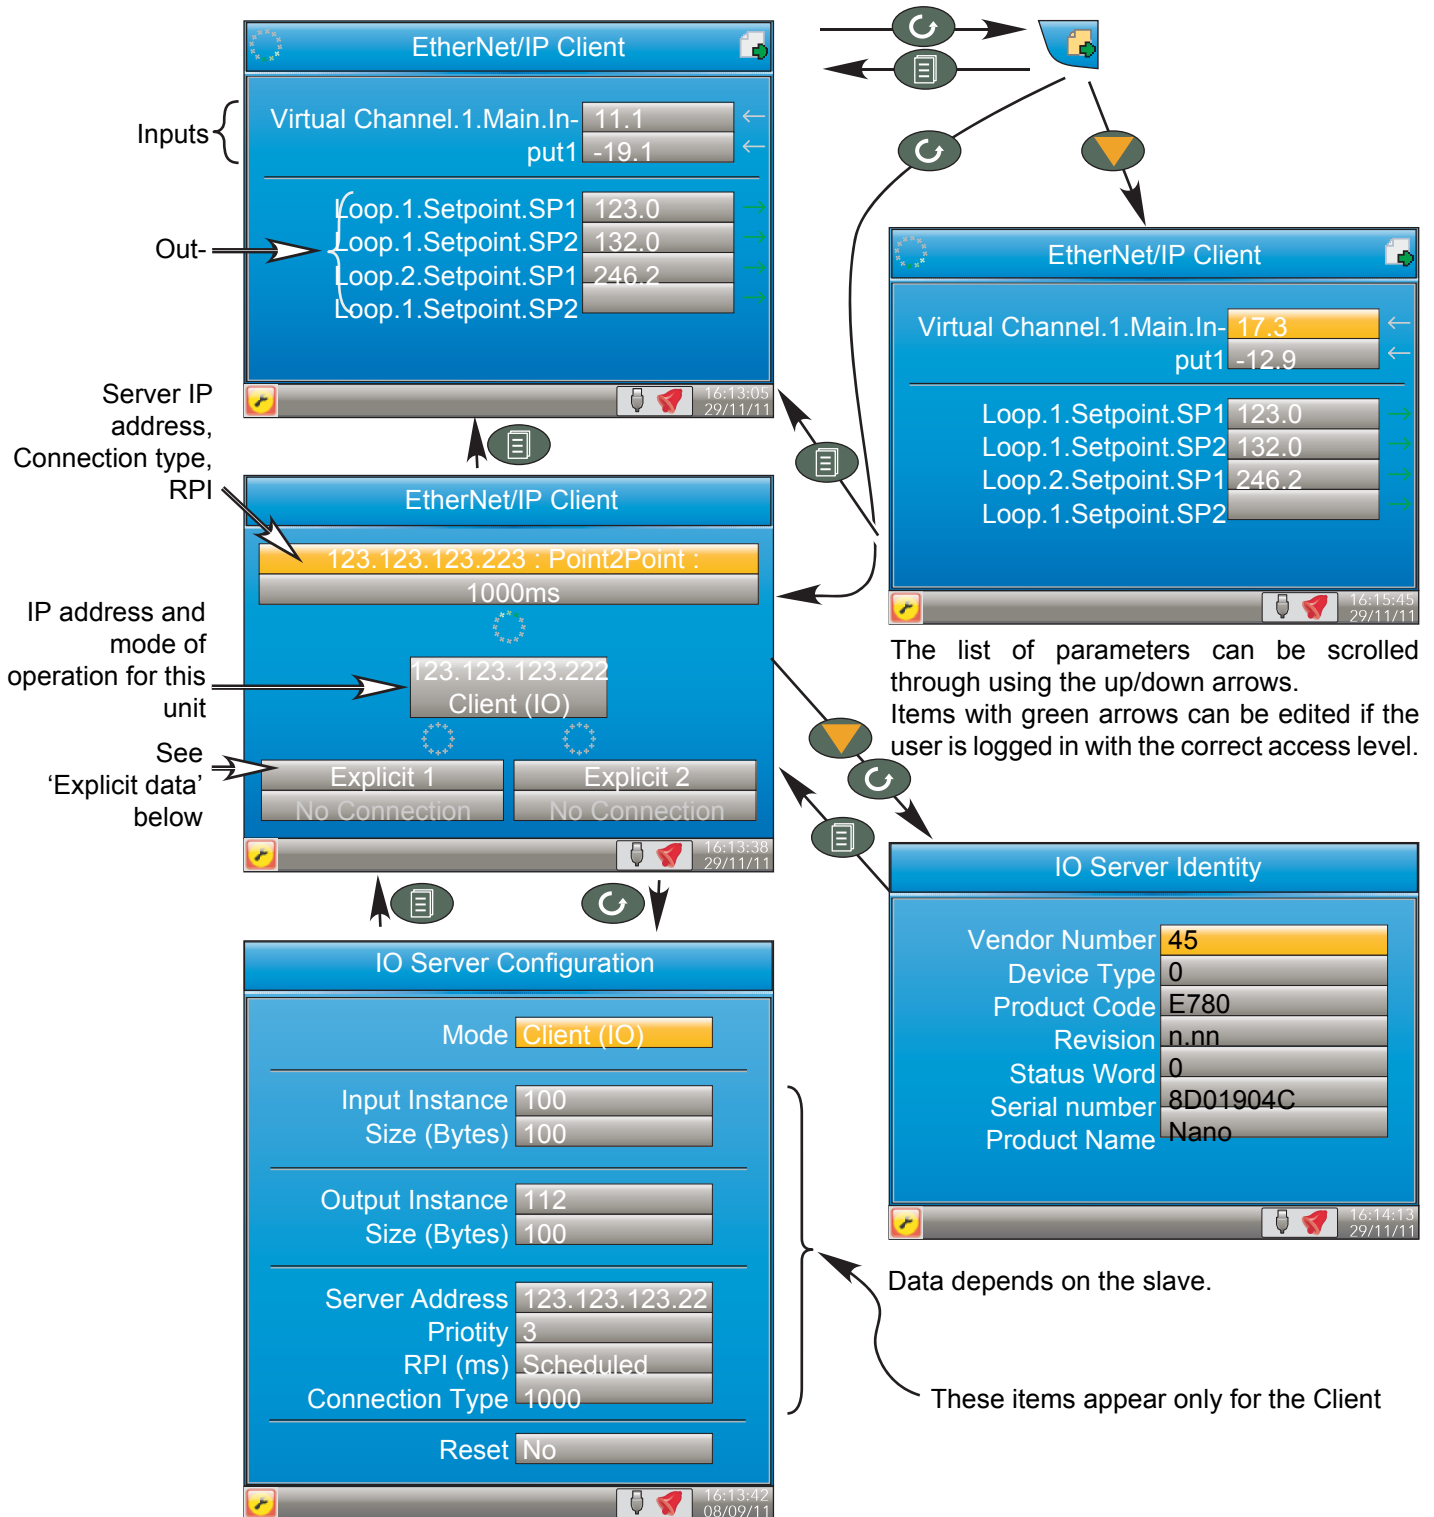 EtherNet/IP Client
Inputs
Virtual Channel.1.Main.In- 11.1
put1 -19.1
Out-
Loop.1.Setpoint.SP1 123.0
Loop.1.Setpoint.SP2 132.0
Loop.2.Setpoint.SP1 246.2
Loop.1.Setpoint.SP2
16:13:05
29/11/11
EtherNet/IP Client
Virtual Channel.1.Main.In- 17.3
put1 -12.9
Loop.1.Setpoint.SP1 123.0
Loop.1.Setpoint.SP2 132.0
Loop.2.Setpoint.SP1 246.2
Loop.1.Setpoint.SP2
16:15:45
29/11/11
The list of parameters can be scrolled
through using the up/down arrows.
Items with green arrows can be edited if the
user is logged in with the correct access level.
Server IP
address,
Connection type,
RPI
IP address and
mode of
operation for this
unit
See
‘Explicit data’
below
EtherNet/IP Client
123.123.123.223 : Point2Point :
1000ms
123.123.123.222
Client (IO)
Explicit 1
No Connection
Explicit 2
No Connection
16:13:38
29/11/11
IO Server Identity
Vendor Number 45
Device Type 0
Product Code E780
Revision n.nn
Status Word 0
Serial number 8D01904C
Product Name Nano
16:14:13
29/11/11
Data depends on the slave.
IO Server Configuration
Mode Client (IO)
Input Instance 100
Size (Bytes) 100
Output Instance 112
Size (Bytes) 100
Server Address 123.123.123.22
Priotity 3
RPI (ms) Scheduled
Connection Type 1000
Reset No
16:13:42
08/09/11
These items appear only for the Client